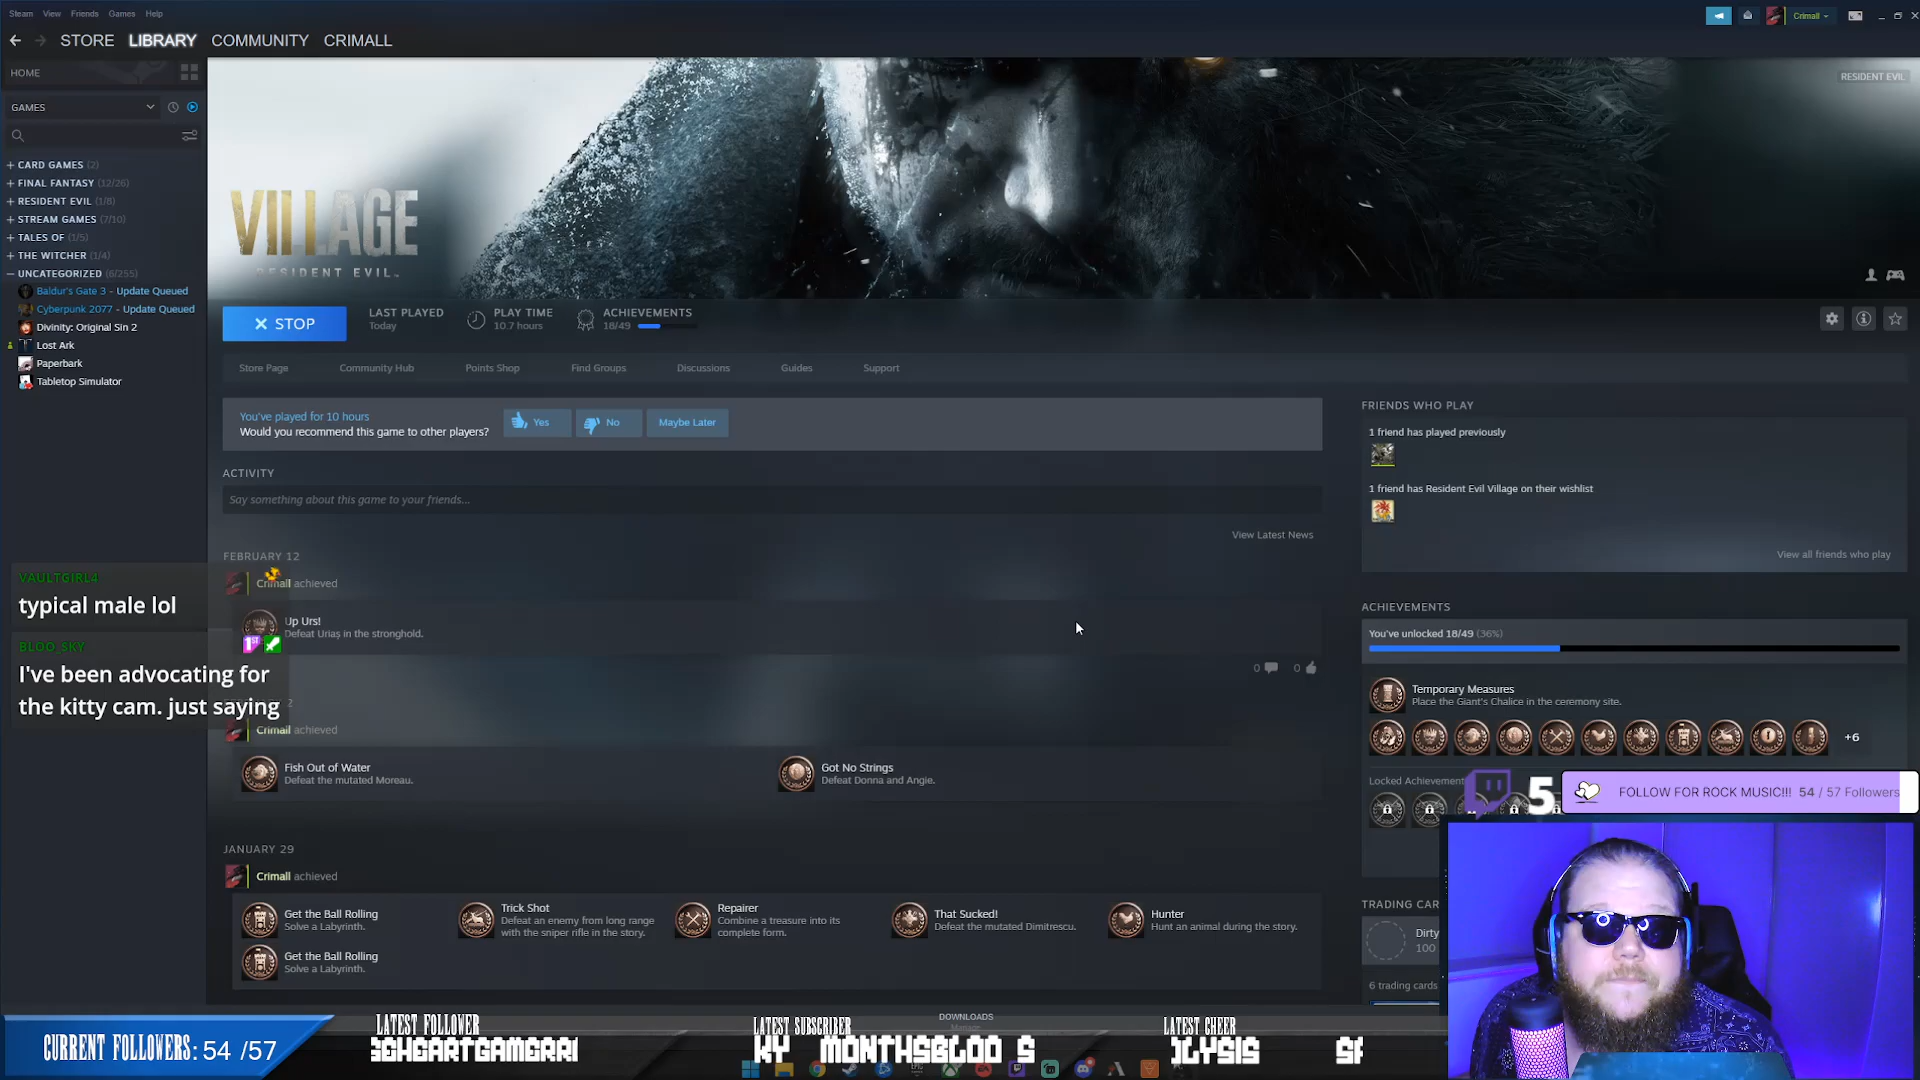 Steam View Friends Games Help
Crimall
STORE LIBRARY COMMUNITY CRIMALL
HOME
RESIDENT EVIL
GAMES
+ CARD GAMES (2)
+ FINAL FANTASY (12/26)
+ RESIDENT EVIL (1/8)
+ STREAM GAMES (7/10)
+ TALES OF (1/5)
+ THE WITCHER (1/4)
— UNCATEGORIZED (6/255)
Baldur's Gate 3 - Update Queued
Cyberpunk 2077 - Update Queued
Divinity: Original Sin 2
Lost Ark
Paperbark
Tabletop Simulator
VILLAGE
RESIDENT EVIL
STOP
LAST PLAYED
Today
PLAY TIME
10.7 hours
ACHIEVEMENTS
18/49
Store Page Community Hub Points Shop Find Groups Discussions Guides Support
You've played for 10 hours
Would you recommend this game to other players?
Yes No Maybe Later
ACTIVITY
Say something about this game to your friends...
View Latest News
FEBRUARY 12
Crimall achieved
Up Urs!
Defeat Urias in the stronghold.
0 0
VAULTGIRL4
typical male lol
BLOO_SKY
I've been advocating for
the kitty cam. just saying
2
Crimall achieved
Fish Out of Water
Defeat the mutated Moreau.
Got No Strings
Defeat Donna and Angie.
JANUARY 29
Crimall achieved
Get the Ball Rolling
Solve a Labyrinth.
Trick Shot
Defeat an enemy from long range
with the sniper rifle in the story.
Repairer
Combine a treasure into its
complete form.
That Sucked!
Defeat the mutated Dimitrescu.
Hunter
Hunt an animal during the story.
Get the Ball Rolling
Solve a Labyrinth.
FRIENDS WHO PLAY
1 friend has played previously
1 friend has Resident Evil Village on their wishlist
View all friends who play
ACHIEVEMENTS
You've unlocked 18/49 (36%)
Temporary Measures
Place the Giant's Chalice in the ceremony site.
+6
Locked Achievement
5
FOLLOW FOR ROCK MUSIC!!! 54 / 57 Followers
TRADING CAR
Dirty
100
6 trading cards
DOWNLOADS
Manage
CURRENT FOLLOWERS: 54 /57
LATEST FOLLOWER
LATEST SUBSCRIBER
KY MONTHSBLOO S
LATEST CHEER